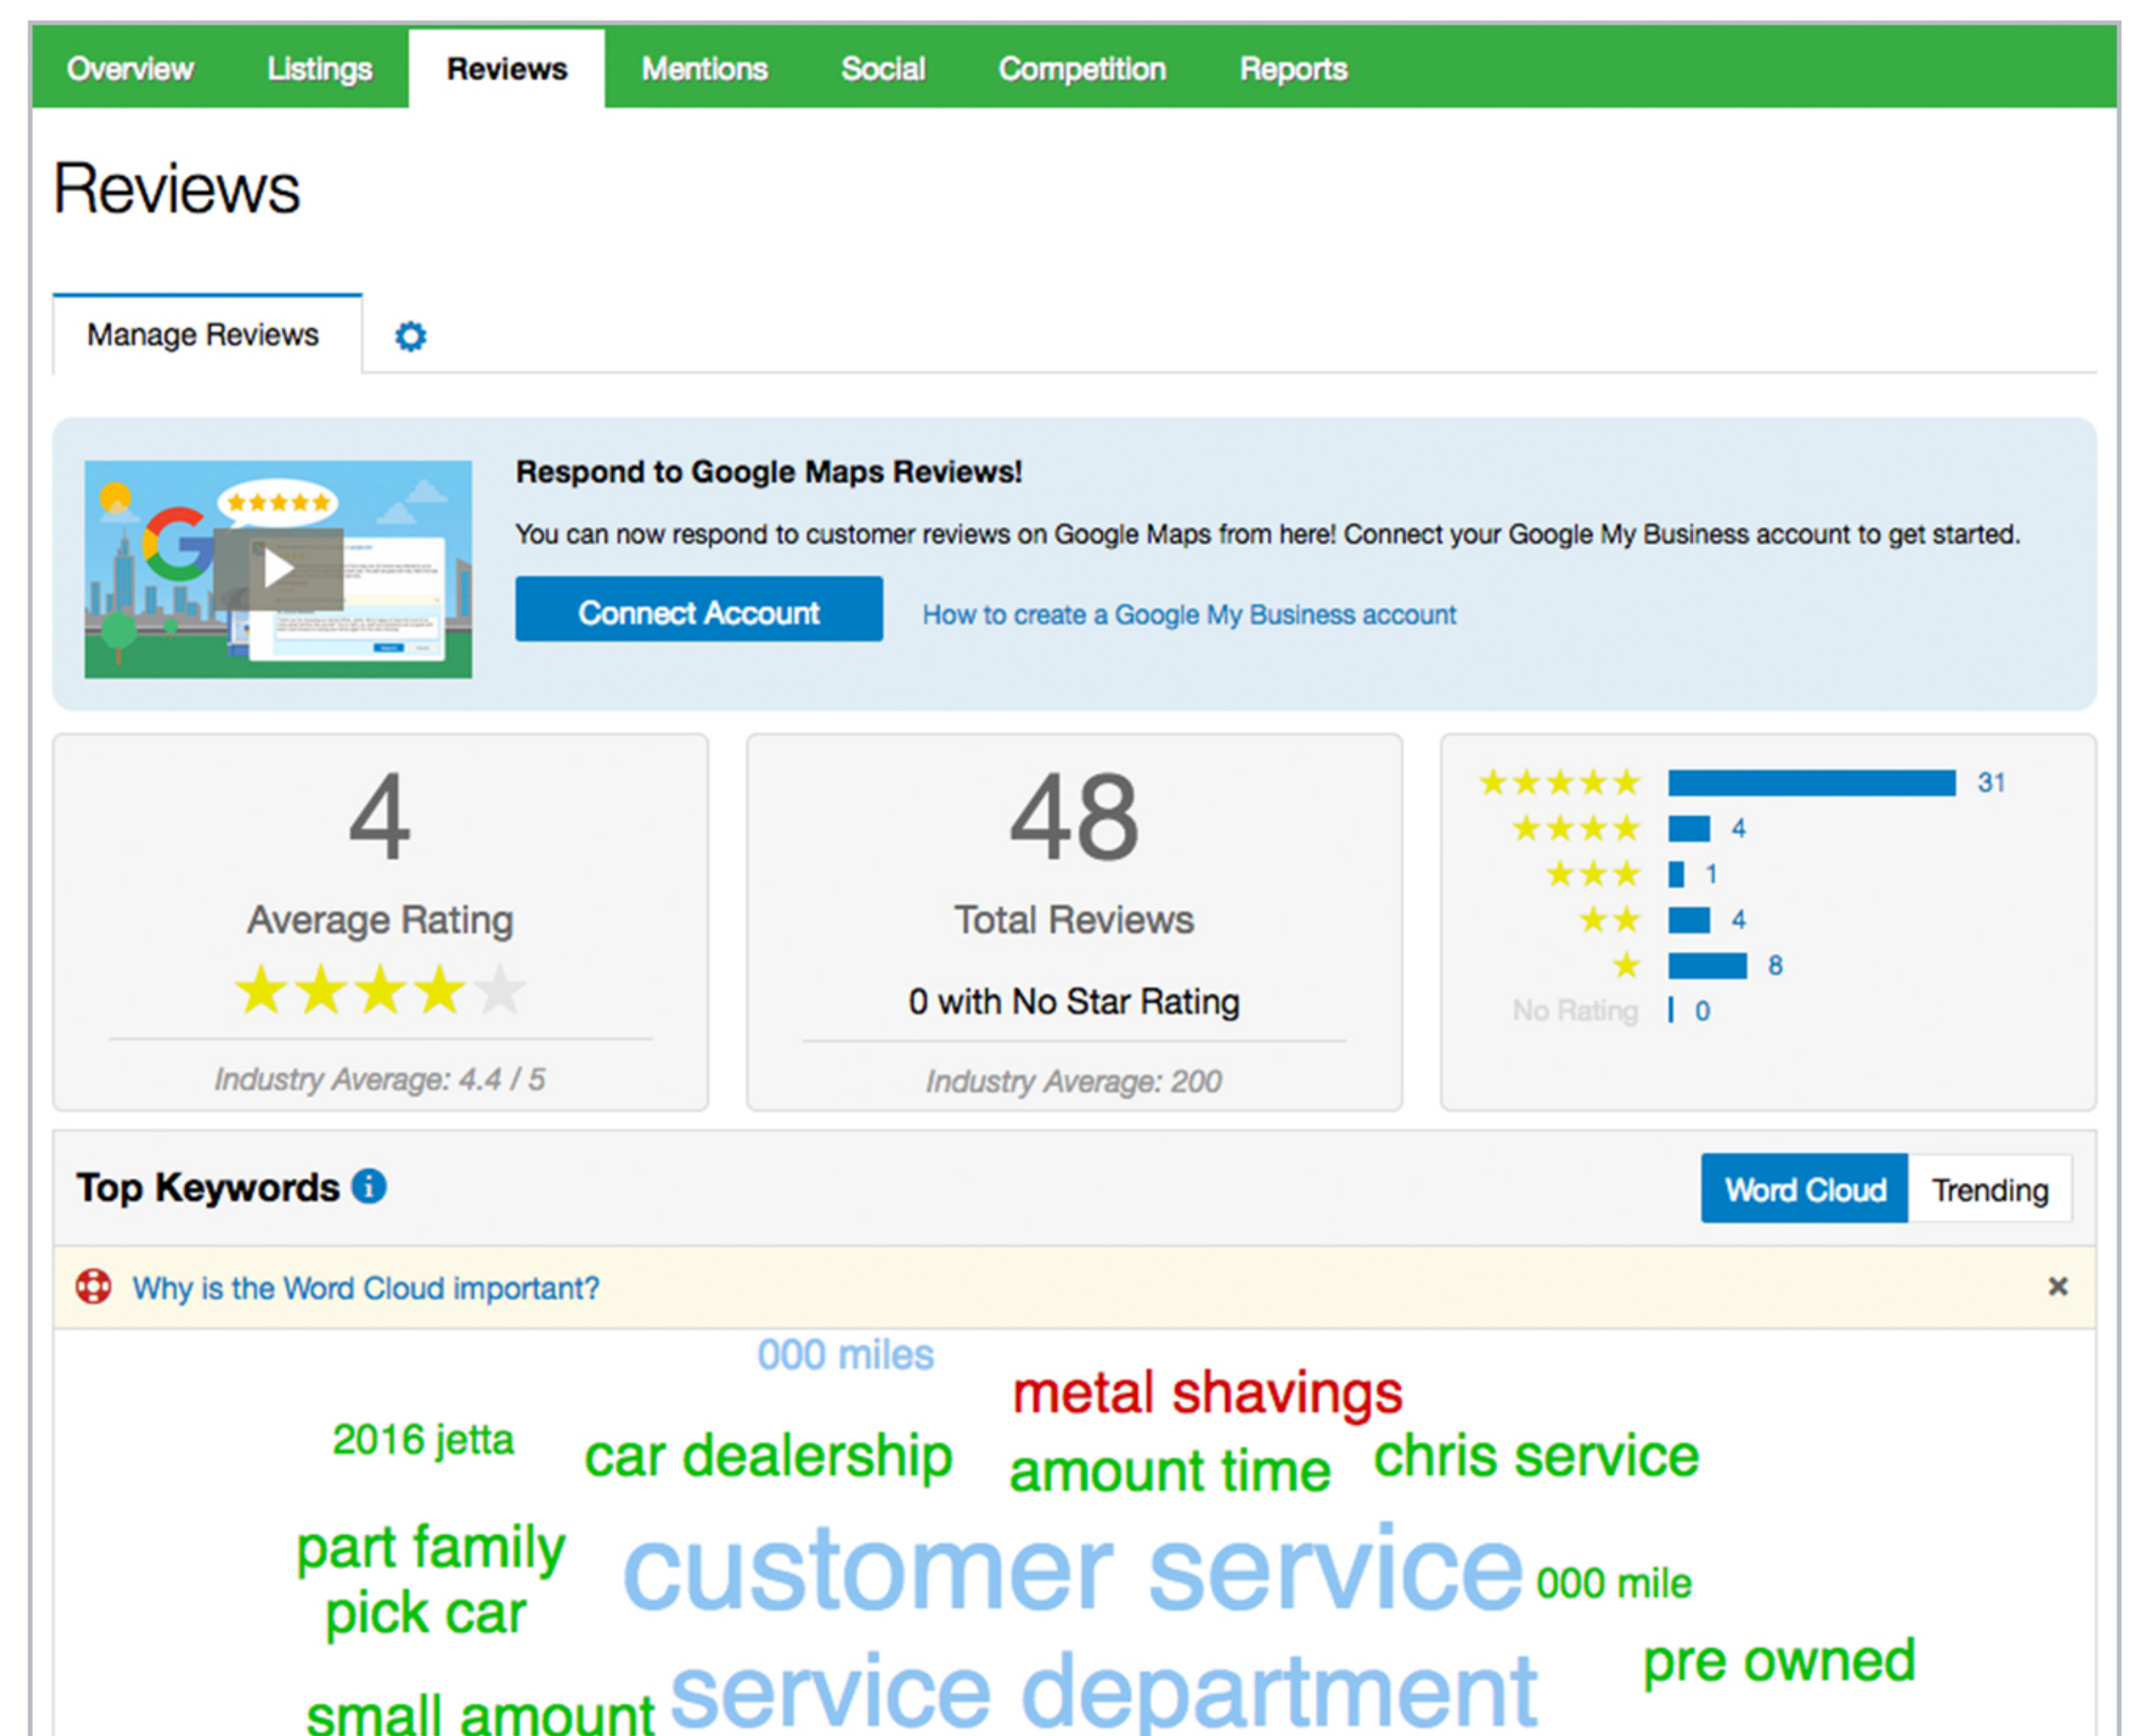 Overview Listings Reviews Mentions Social Competition Reports
Reviews
Manage Reviews
Respond to Google Maps Reviews!
You can now respond to customer reviews on Google Maps from here! Connect your Google My Business account to get started.
Connect Account How to create a Google My Business account
4
Average Rating
Industry Average: 4.4 / 5
48
Total Reviews
0 with No Star Rating
Industry Average: 200
31
4
1
4
8
No Rating 0
Top Keywords Word Cloud Trending
Why is the Word Cloud important?
000 miles
metal shavings
2016 jetta car dealership amount time chris service
part family customer service 000 mile
pick car
small amount service department pre owned